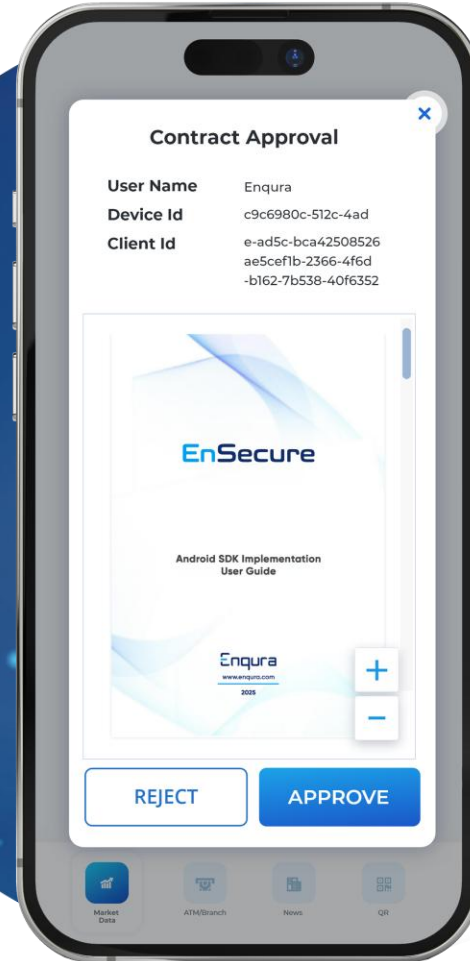 Contract Approval
User Name Enqura
Device Id c9c6980c-512c-4ad
Client Id e-ad5c-bca42508526
ae5cef1b-2366-4f6d
-b162-7b538-40f6352
EnSecure
Android SDK Implementation
User Guide
Enqura
www.enqura.com
2025
REJECT APPROVE
Market
Data
ATM/Branch
News
QR